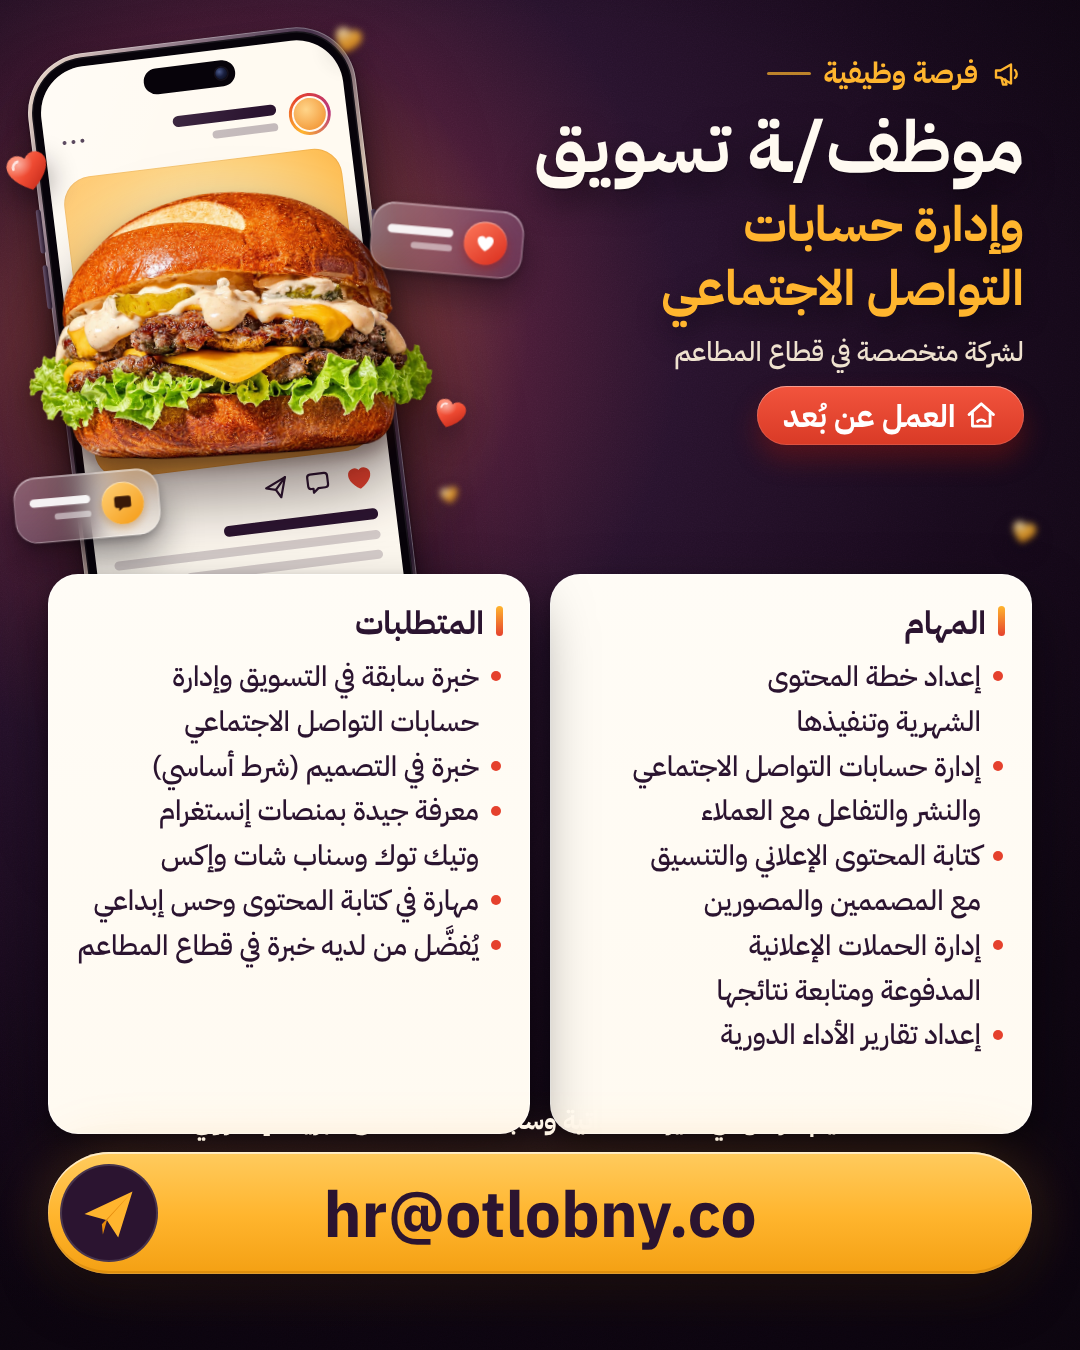 فرصة وظيفية
موظف/ـة تسويق
وإدارة حسابات
التواصل الاجتماعي
لشركة متخصصة في قطاع المطاعم
العمل عن بُعد
المهام
إعداد خطة المحتوى
الشهرية وتنفيذها
إدارة حسابات التواصل الاجتماعي
والنشر والتفاعل مع العملاء
كتابة المحتوى الإعلاني والتنسيق
مع المصممين والمصورين
إدارة الحملات الإعلانية
المدفوعة ومتابعة نتائجها
إعداد تقارير الأداء الدورية
المتطلبات
خبرة سابقة في التسويق وإدارة
حسابات التواصل الاجتماعي
خبرة في التصميم (شرط أساسي)
معرفة جيدة بمنصات إنستغرام
وتيك توك وسناب شات وإكس
مهارة في كتابة المحتوى وحس إبداعي
يُفضَّل من لديه خبرة في قطاع المطاعم
hr@otlobny.co